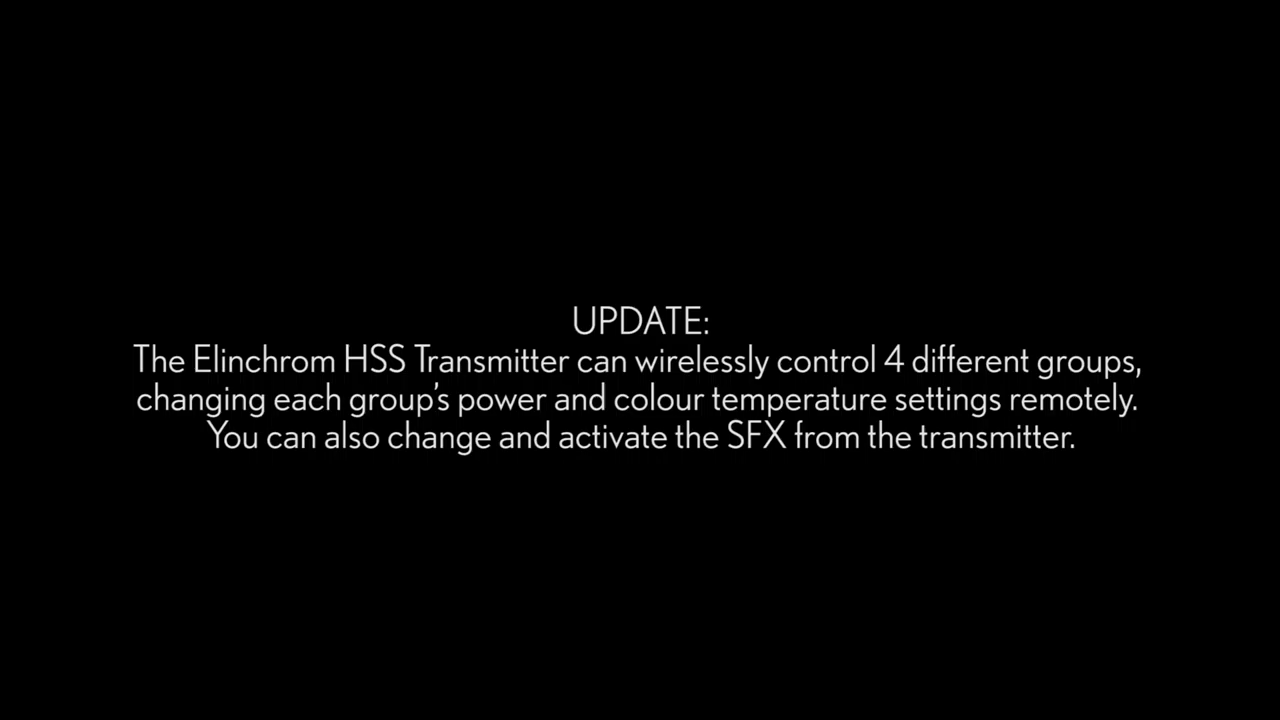 UPDATE:
The Elinchrom HSS Transmitter can wirelessly control 4 different groups,
changing each group’s power and colour temperature settings remotely.
You can also change and activate the SFX from the transmitter.